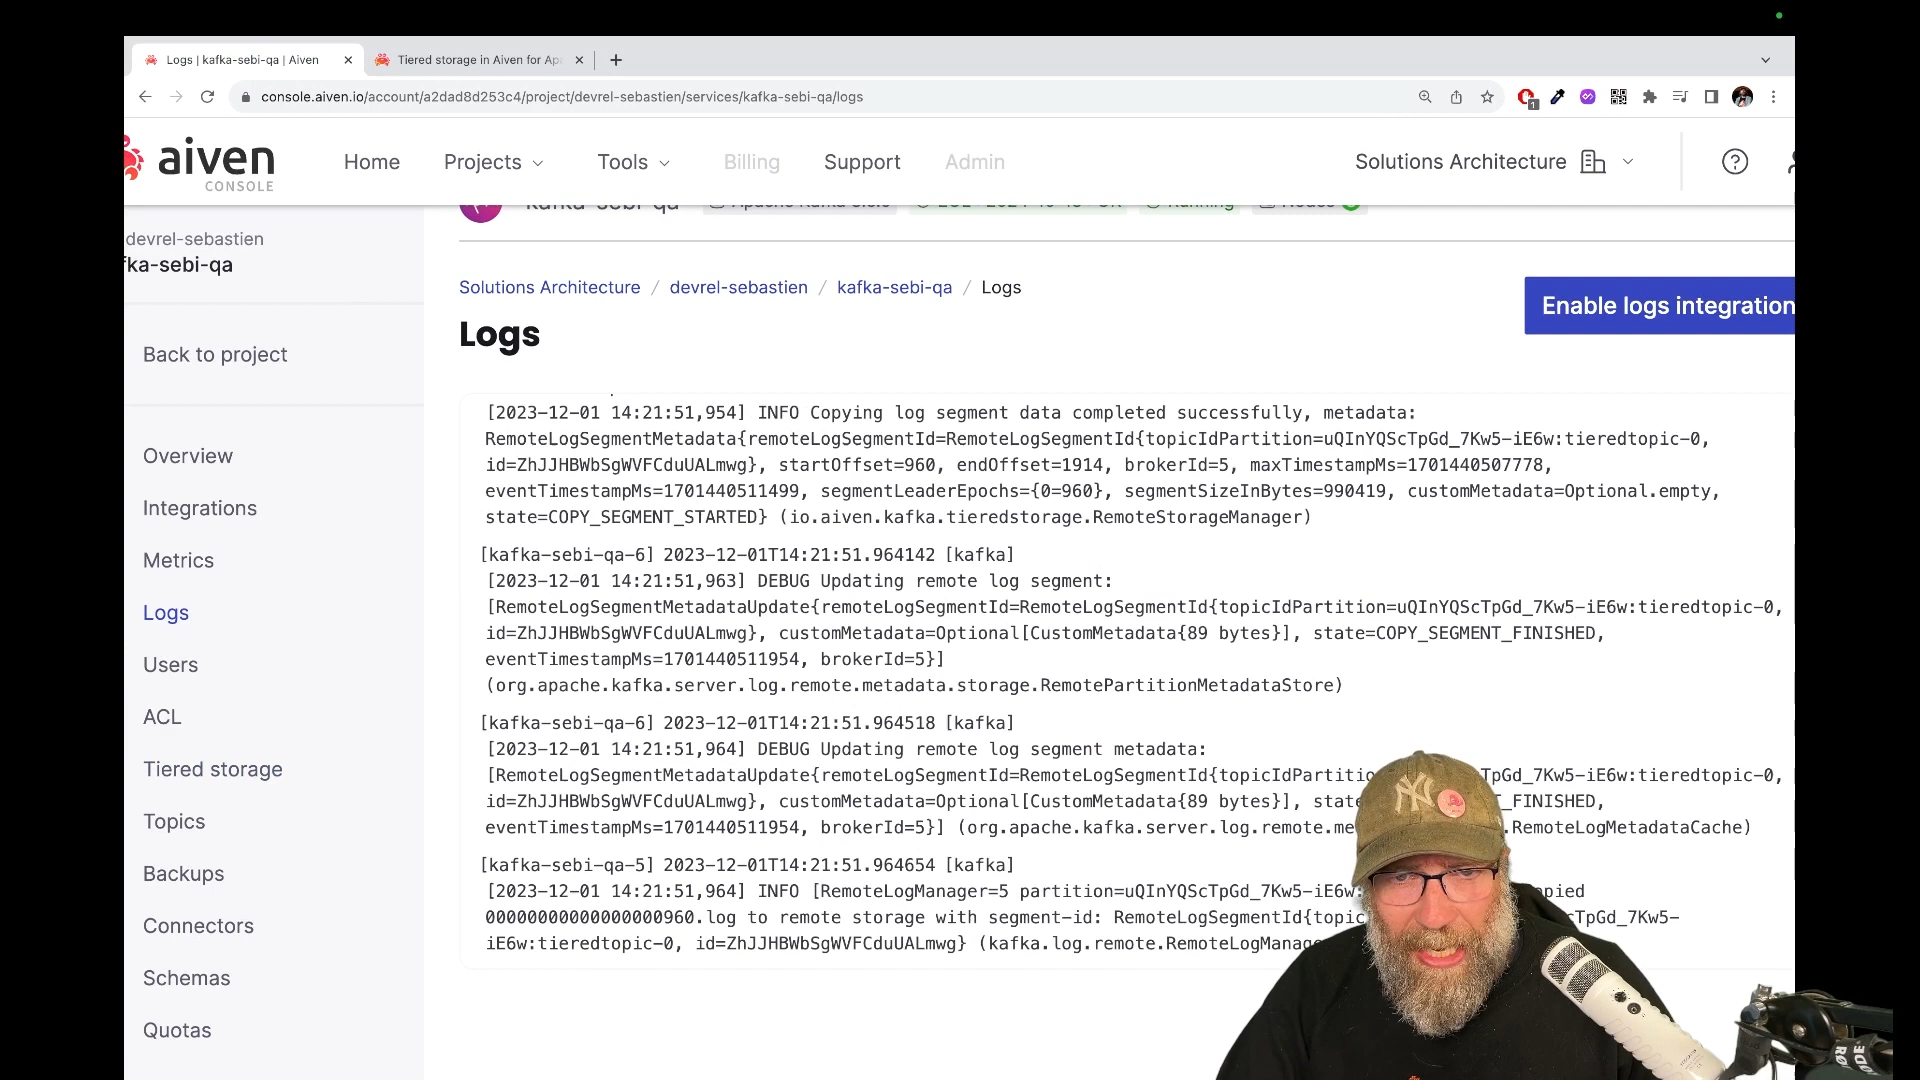 Logs | kafka-sebi-qa | Aiven
Tiered storage in Aiven for Ap
console.aiven.io/account/a2dad8d253c4/project/devrel-sebastien/services/kafka-sebi-qa/logs
1
aiven
CONSOLE
Home
Projects
Tools
Billing
Support
Admin
Solutions Architecture
kafka-sebi-qa
Running
Nodes
devrel-sebastien
fka-sebi-qa
Solutions Architecture / devrel-sebastien / kafka-sebi-qa / Logs
Enable logs integration
Logs
Back to project
Overview
Integrations
Metrics
Logs
Users
ACL
Tiered storage
Topics
Backups
Connectors
Schemas
Quotas
[2023-12-01 14:21:51,954] INFO Copying log segment data completed successfully, metadata:
RemoteLogSegmentMetadata{remoteLogSegmentId=RemoteLogSegmentId{topicIdPartition=uQInYQScTpGd_7Kw5-iE6w:tieredtopic-0,
id=ZhJJHBWbSgWVFCduUALmwg}, startOffset=960, endOffset=1914, brokerId=5, maxTimestampMs=1701440507778,
eventTimestampMs=1701440511499, segmentLeaderEpochs={0=960}, segmentSizeInBytes=990419, customMetadata=Optional.empty,
state=COPY_SEGMENT_STARTED} (io.aiven.kafka.tieredstorage.RemoteStorageManager)
[kafka-sebi-qa-6] 2023-12-01T14:21:51.964142 [kafka]
[2023-12-01 14:21:51,963] DEBUG Updating remote log segment:
[RemoteLogSegmentMetadataUpdate{remoteLogSegmentId=RemoteLogSegmentId{topicIdPartition=uQInYQScTpGd_7Kw5-iE6w:tieredtopic-0,
id=ZhJJHBWbSgWVFCduUALmwg}, customMetadata=Optional[CustomMetadata{89 bytes}], state=COPY_SEGMENT_FINISHED,
eventTimestampMs=1701440511954, brokerId=5}]
(org.apache.kafka.server.log.remote.metadata.storage.RemotePartitionMetadataStore)
[kafka-sebi-qa-6] 2023-12-01T14:21:51.964518 [kafka]
[2023-12-01 14:21:51,964] DEBUG Updating remote log segment metadata:
[RemoteLogSegmentMetadataUpdate{remoteLogSegmentId=RemoteLogSegmentId{topicIdPartitio TpGd_7Kw5-iE6w:tieredtopic-0,
id=ZhJJHBWbSgWVFCduUALmwg}, customMetadata=Optional[CustomMetadata{89 bytes}], state _FINISHED,
eventTimestampMs=1701440511954, brokerId=5}] (org.apache.kafka.server.log.remote.me .RemoteLogMetadataCache)
[kafka-sebi-qa-5] 2023-12-01T14:21:51.964654 [kafka]
[2023-12-01 14:21:51,964] INFO [RemoteLogManager=5 partition=uQInYQScTpGd_7Kw5-iE6w: opied
00000000000000000960.log to remote storage with segment-id: RemoteLogSegmentId{topic cTpGd_7Kw5-
iE6w:tieredtopic-0, id=ZhJJHBWbSgWVFCduUALmwg} (kafka.log.remote.RemoteLogManage
NY
RØDE